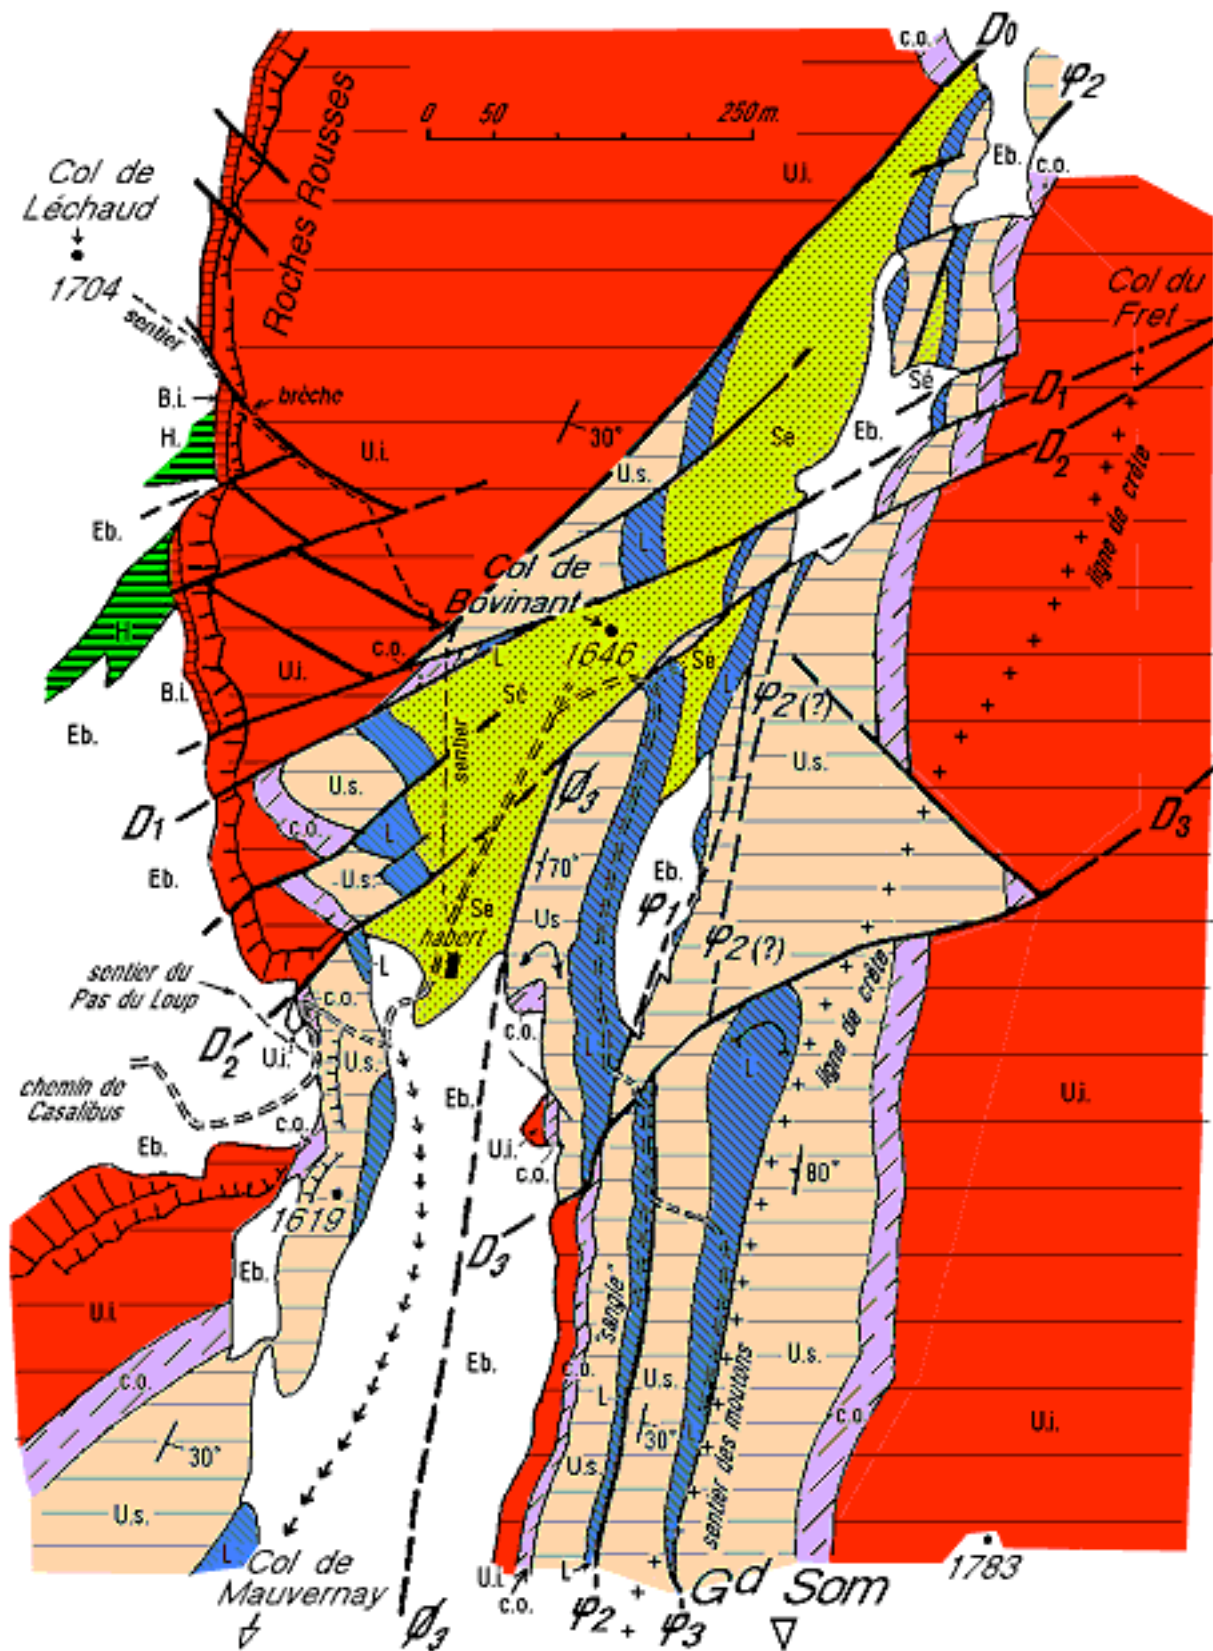 c.o.
D0
φ2
0 50 250 m.
Eb.
c.o.
U.i.
Col de
Léchaud
1704
sentier
Roches Rousses
Col du
Fret
B.i.
brèche
H.
U.i.
30°
Sé
D1
Se
Eb.
U.s.
D2
ligne de crête
Eb.
L
Col de
Bovinant
1646
H.
c.o.
L
Se
U.i.
L
B.i.
Sé
φ2 (?)
Eb.
sentier
U.s.
U.s.
Ø3
D1
c.o.
L
D3
70°
Eb.
Eb.
U.s.
φ1
Se
Us
habert
φ2 (?)
sentier du
Pas du Loup
L
c.o.
c.o.
ligne de crête
D2
U.i.
U.s.
L
L
chemin de
Casalibus
Eb.
U.i.
c.o.
Eb.
U.i.
c.o.
80°
1619
D3
Eb.
"sangle"
U.i.
Eb.
c.o.
U.s.
U.s.
c.o.
L
c.o.
U.i.
30°
30°
L
sentier des moutons
U.s.
U.s.
L
Col de
Mauvernay
U.i.
c.o.
L
Gd Som
1783
Ø3
φ2
φ3